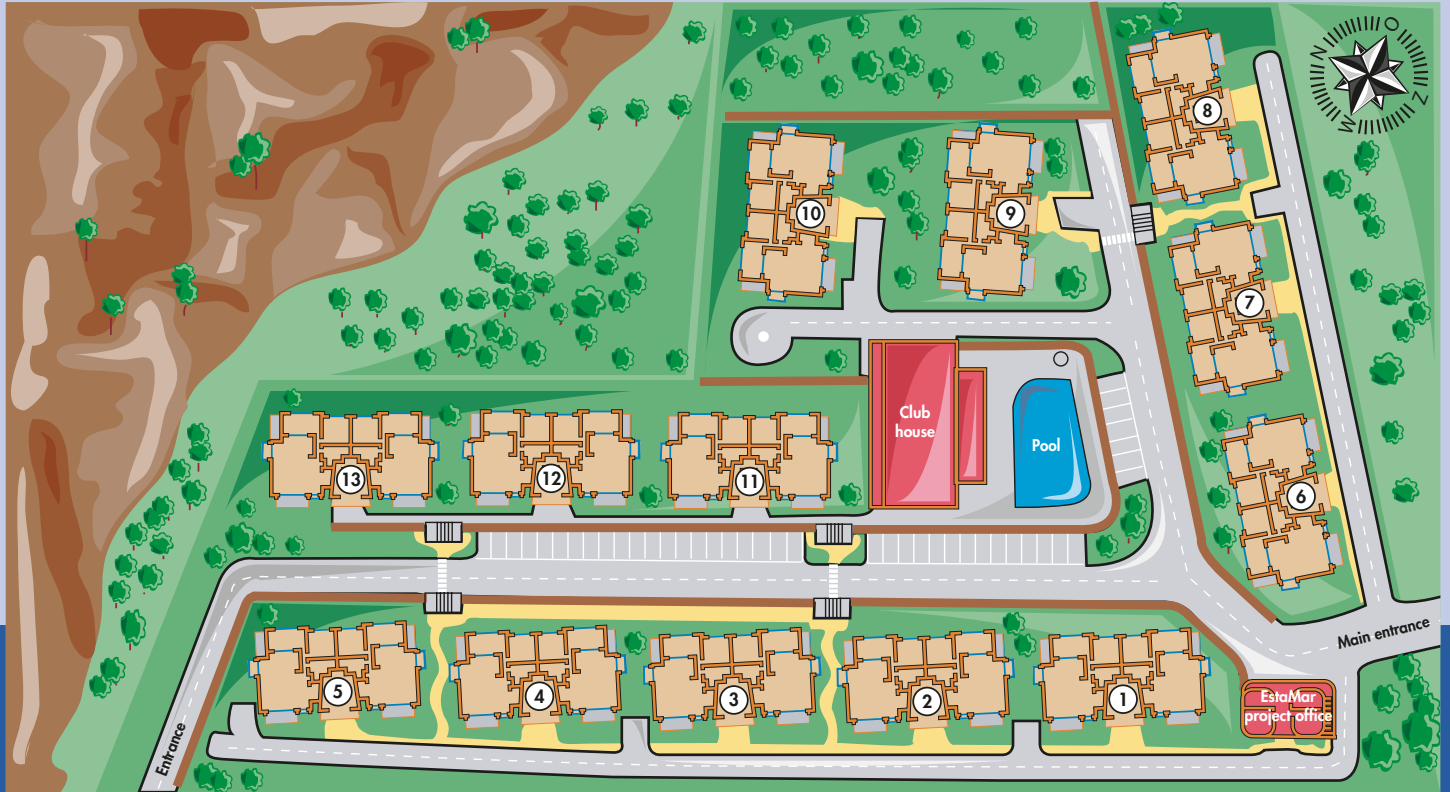 N
O
Z
W
8
10
9
7
Club
house
Pool
13
12
11
6
Main entrance
5
4
3
2
1
EstaMar
project office
Entrance